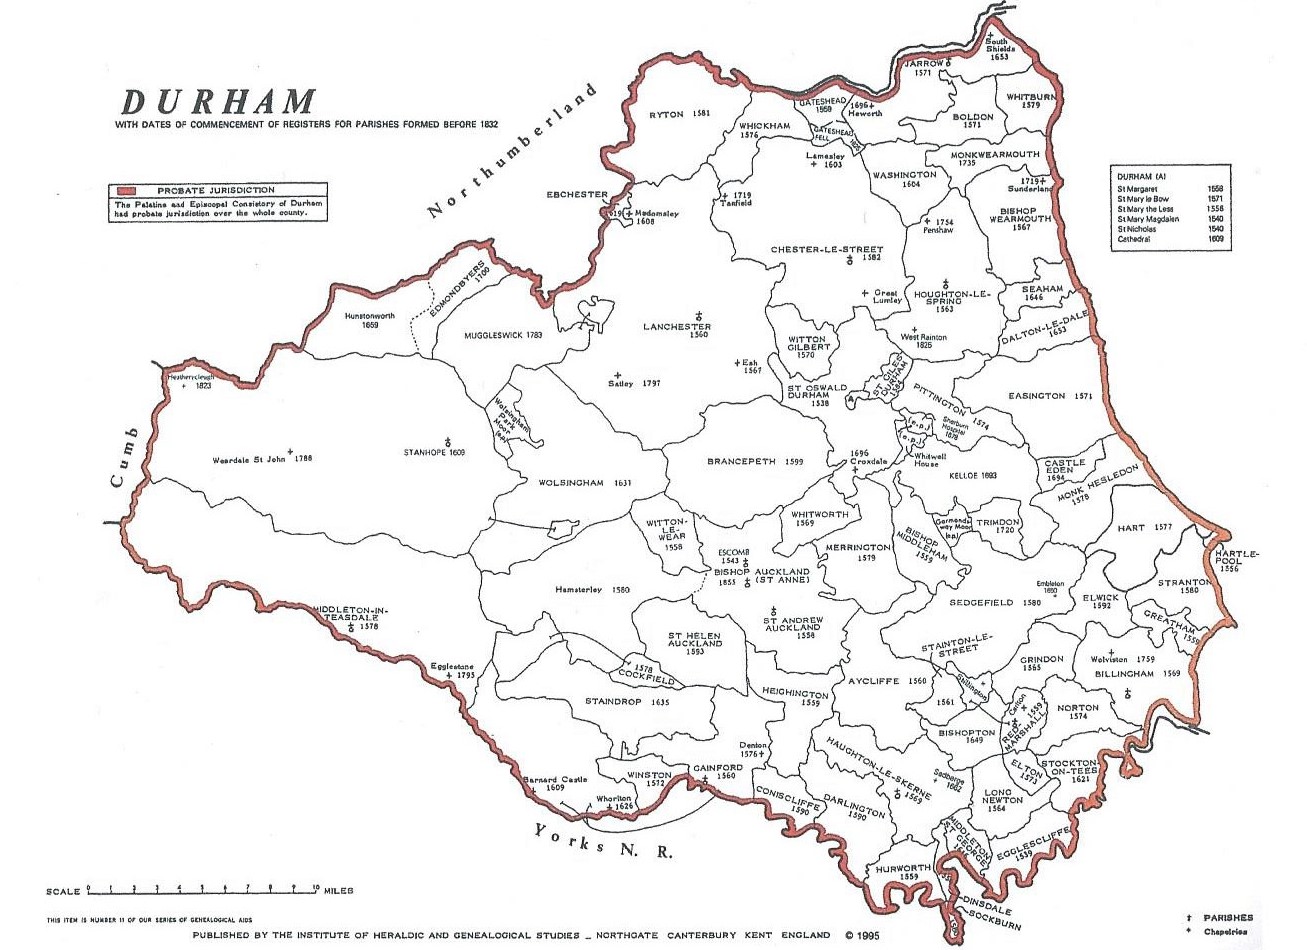 DURHAM
WITH DATES OF COMMENCEMENT OF REGISTERS FOR PARISHES FORMED BEFORE 1832
PROBATE JURISDICTION
The Palatine and Episcopal Consistory of Durham
had probate jurisdiction over the whole county.
Northumberland
Cumb
Yorks N. R.
DURHAM (A)
St Margaret 1558
St Mary le Bow 1571
St Mary the Less 1558
St Mary Magdalen 1540
St Nicholas 1540
Cathedral 1609
South
Shields
1653
JARROW
1571
WHITBURN
1579
BOLDON
1571
RYTON 1581
WHICKHAM
1576
GATESHEAD
1559
1696
Heworth
GATESHEAD
FELL
1825
Lamesley
1603
MONKWEARMOUTH
1735
WASHINGTON
1604
1719
Sunderland
EBCHESTER
1619
Medomsley
1608
1719
Tanfield
1754
Penshaw
BISHOP
WEARMOUTH
1567
CHESTER-LE-STREET
1582
EDMONDBYERS
1700
Great
Lumley
HOUGHTON-LE-
SPRING
1563
SEAHAM
1646
Hunstonworth
1659
MUGGLESWICK 1783
LANCHESTER
1560
WITTON
GILBERT
1570
West Rainton
1825
DALTON-LE-DALE
1653
Heatherycleugh
1823
Satley 1797
Esh
1567
ST OSWALD
DURHAM
1538
A
ST GILES
DURHAM
1584
PITTINGTON
1574
EASINGTON 1571
Wolsingham
Park
Moor
(ep)
(e.p.)
Sherburn
Hospital
(e.p.)
Whitwell
House
Weardale St John 1788
STANHOPE 1609
WOLSINGHAM 1631
BRANCEPETH 1599
1696
Croxdale
KELLOE 1693
CASTLE
EDEN
1694
MONK HESLEDON
1578
WITTON-
LE-
WEAR
1558
WHITWORTH
1569
MERRINGTON
1579
BISHOP
MIDDLEHAM
1559
Garmonds-
way Moor
(ep)
TRIMDON
1720
HART 1577
HARTLE-
POOL
1556
ESCOMB
1543
BISHOP AUCKLAND
1855 (ST ANNE)
Hamsterley 1580
ST ANDREW
AUCKLAND
1558
Embleton
1650
SEDGEFIELD 1580
ELWICK
1592
STRANTON
1580
GREATHAM
1559
MIDDLETON-IN-
TEASDALE
1578
ST HELEN
AUCKLAND
1593
STAINTON-LE-
STREET
GRINDON
1565
Wolviston 1759
BILLINGHAM 1569
Egglestone
1795
1578
COCKFIELD
STAINDROP 1635
HEIGHINGTON
1559
AYCLIFFE 1560
1561
Shillington
Carlton
RED-
MARSHALL
1559
NORTON
1574
BISHOPTON
1649
Denton
1576
HAUGHTON-LE-SKERNE
1569
Sadberge
1662
ELTON
1573
STOCKTON-
ON-TEES
1621
Barnard Castle
1609
WINSTON
1572
GAINFORD
1560
Whorlton
1626
CONISCLIFFE
1590
DARLINGTON
1590
LONG
NEWTON
1564
MIDDLETON
ST GEORGE
EGGLESCLIFFE
1539
HURWORTH
1559
DINSDALE
SOCKBURN
SCALE 0 1 2 3 4 5 6 7 8 9 10 MILES
THIS ITEM IS NUMBER 11 OF OUR SERIES OF GENEALOGICAL AIDS
PUBLISHED BY THE INSTITUTE OF HERALDIC AND GENEALOGICAL STUDIES _ NORTHGATE CANTERBURY KENT ENGLAND © 1995
PARISHES
Chapelries